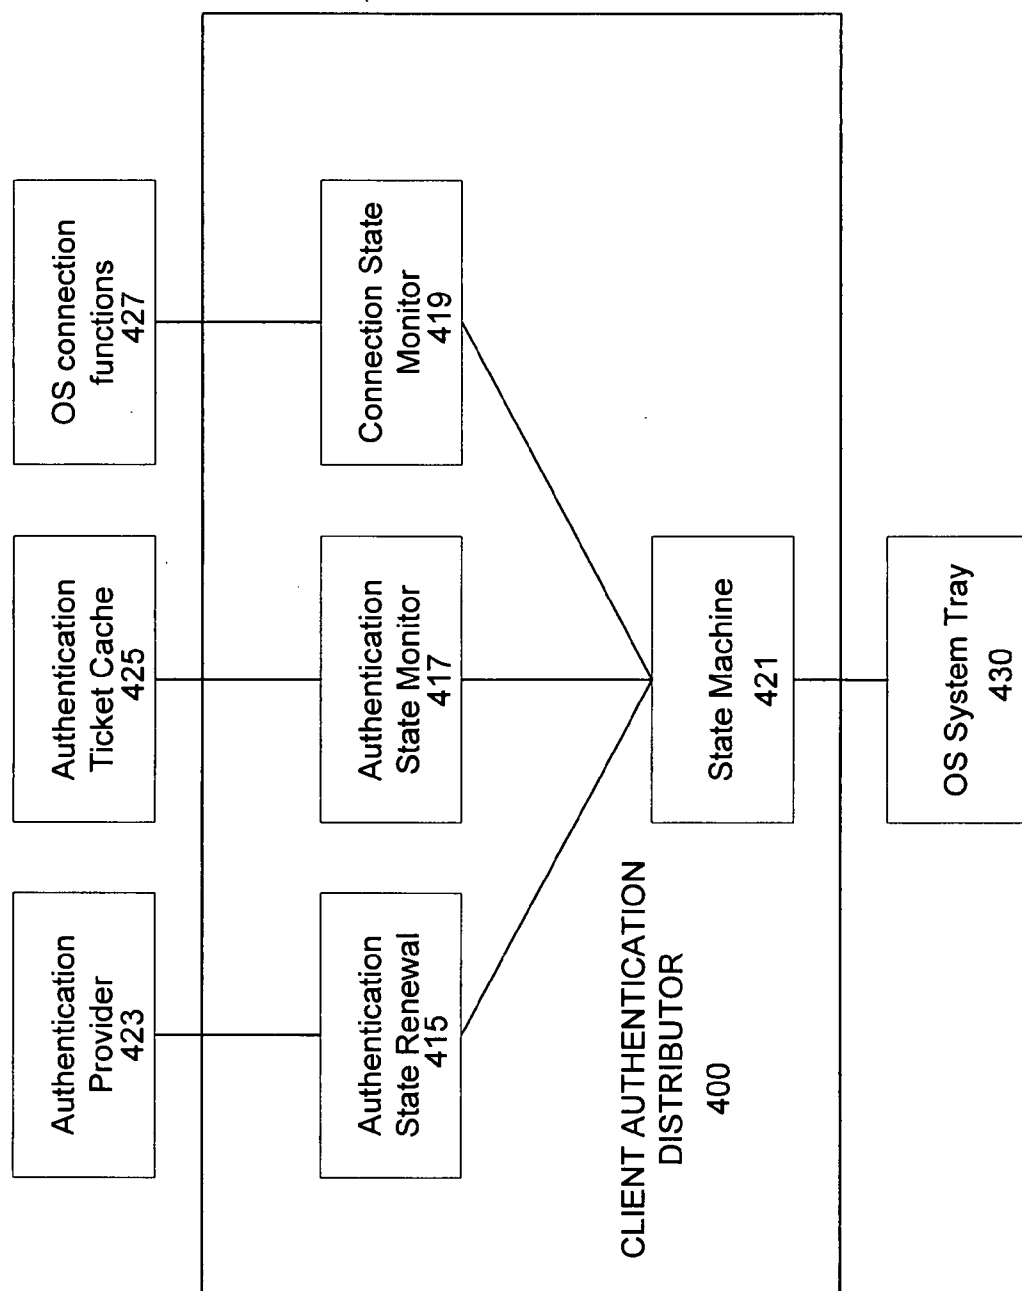 Authentication
Provider
423
Authentication
Ticket Cache
425
OS connection
functions
427
Authentication
State Renewal
415
Authentication
State Monitor
417
Connection State
Monitor
419
CLIENT AUTHENTICATION
DISTRIBUTOR
400
State Machine
421
OS System Tray
430